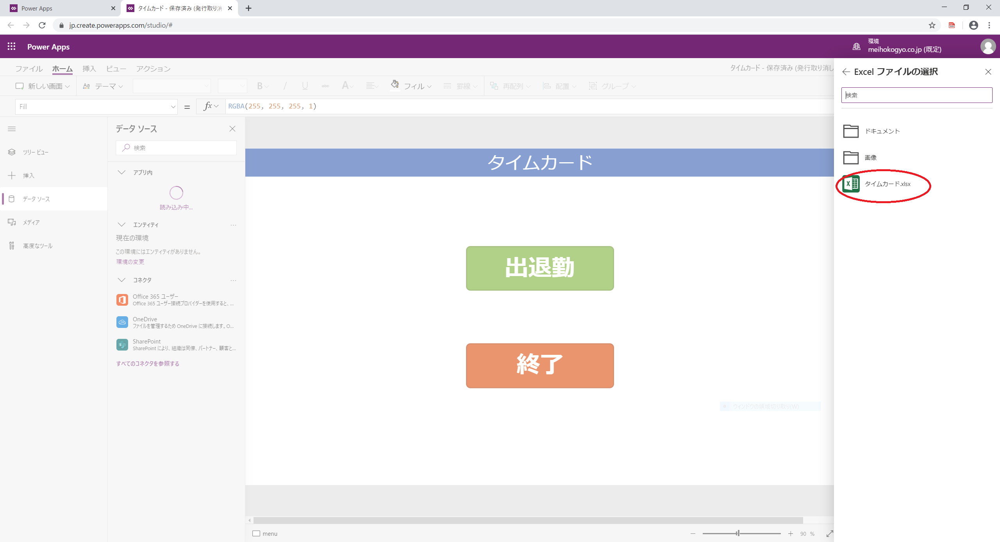 Power Apps
タイムカード - 保存済み (発行取り消
jp.create.powerapps.com/studio/#
Power Apps
環境
meihokogyo.co.jp (既定)
ファイル ホーム 挿入 ビュー アクション
タイムカード - 保存済み (発行取り消し
新しい画面 Aa テーマ B / U abc A フィル 罫線 再配列 配置 グループ
Fill = fx RGBA(255, 255, 255, 1)
ツリー ビュー
挿入
データ ソース
メディア
高度なツール
データ ソース
検索
アプリ内
読み込み中...
エンティティ ...
現在の環境
この環境にはエンティティがありません。
環境の変更
コネクタ ...
Office 365 ユーザー
Office 365 ユーザー接続プロバイダーを使用すると、...
OneDrive
ファイルを管理するため OneDrive に接続します。O...
SharePoint
SharePoint により、組織は同僚、パートナー、顧客と...
すべてのコネクタを参照する
タイムカード
出退勤
終了
ウィンドウの領域切り取り(W)
menu
90 %
Excel ファイルの選択
検索
ドキュメント
画像
タイムカード.xlsx